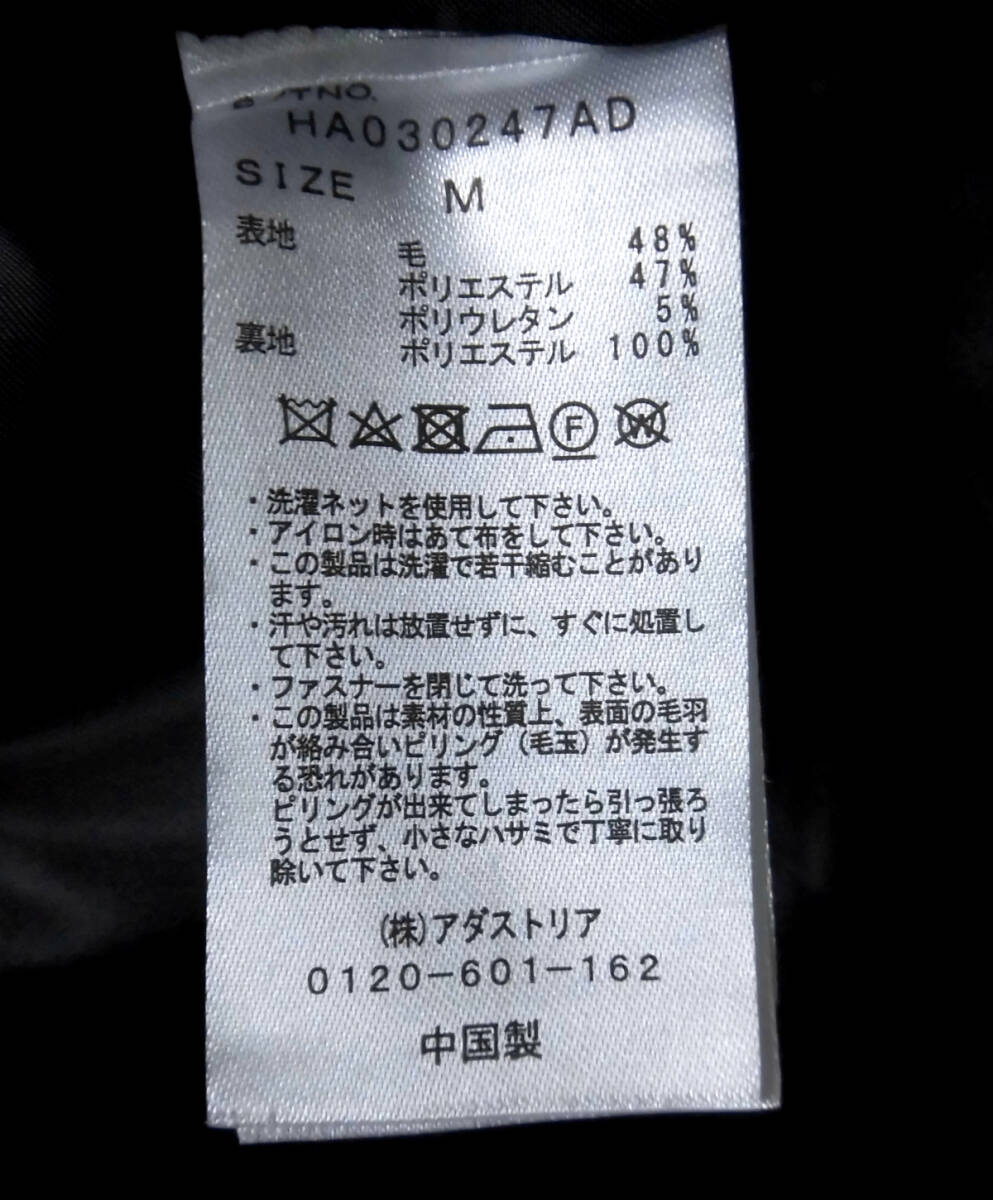 NO.
HA030247AD
SIZE M
表地 毛 48%
ポリエステル 47%
ポリウレタン 5%
裏地 ポリエステル 100%
F W
・洗濯ネットを使用して下さい。
・アイロン時はあて布をして下さい。
・この製品は洗濯で若干縮むことがあり
ます。
・汗や汚れは放置せずに、すぐに処置し
て下さい。
・ファスナーを閉じて洗って下さい。
・この製品は素材の性質上、表面の毛羽
が絡み合いピリング(毛玉)が発生す
る恐れがあります。
ピリングが出来てしまったら引っ張ろ
うとせず、小さなハサミで丁寧に取り
除いて下さい。
(株)アダストリア
0120-601-162
中国製